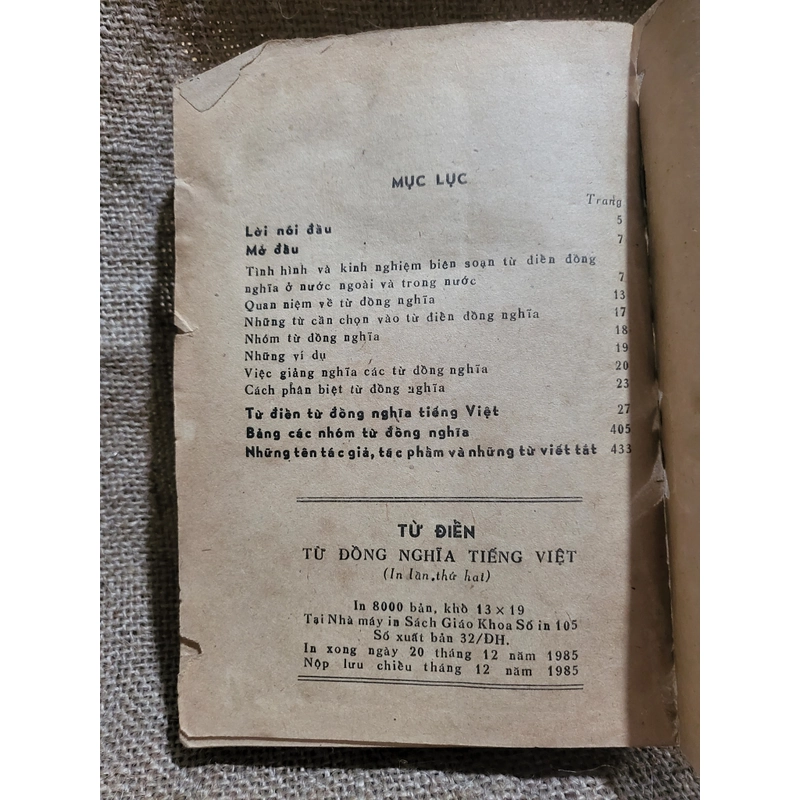 MỤC LỤC
Trang
Lời nói đầu 5
Mở đầu 7
Tình hình và kinh nghiệm biên soạn từ điển đồng
nghĩa ở nước ngoài và trong nước 7
Quan niệm về từ đồng nghĩa 13
Những từ cần chọn vào từ điển đồng nghĩa 17
Nhóm từ đồng nghĩa 18
Những ví dụ 19
Việc giảng nghĩa các từ đồng nghĩa 20
Cách phân biệt từ đồng nghĩa 23
Từ điển từ đồng nghĩa tiếng Việt 27
Bảng các nhóm từ đồng nghĩa 405
Những tên tác giả, tác phẩm và những từ viết tắt 433
TỪ ĐIỂN
TỪ ĐỒNG NGHĨA TIẾNG VIỆT
(In lần thứ hai)
In 8000 bản, khổ 13 × 19
Tại Nhà máy in Sách Giáo Khoa Số in 105
Số xuất bản 32/DH.
In xong ngày 20 tháng 12 năm 1985
Nộp lưu chiểu tháng 12 năm 1985